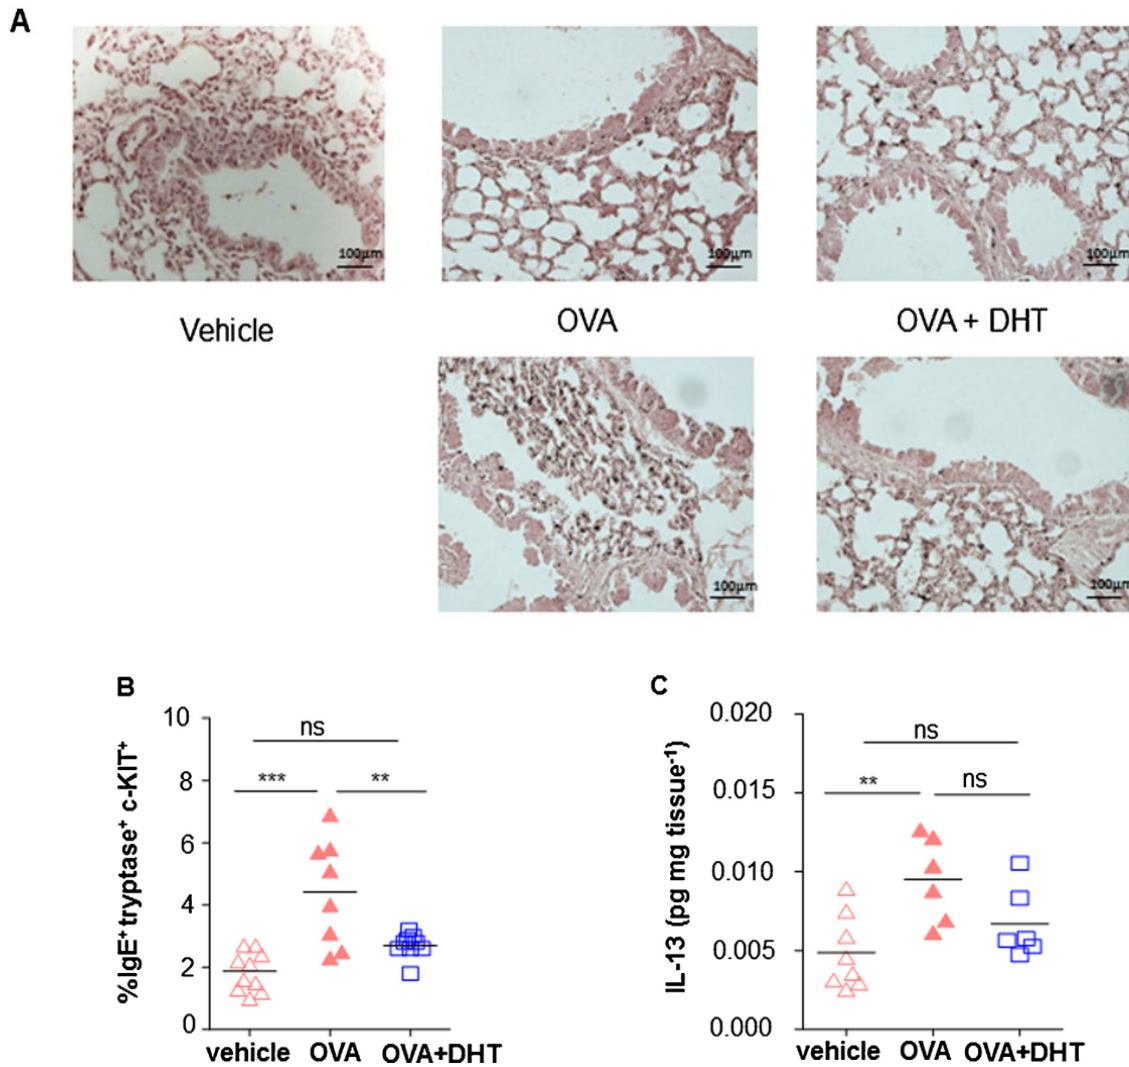 A
100µm
100µm
100µm
Vehicle
OVA
OVA + DHT
100µm
100µm
B
%IgE⁺ tryptase⁺ c-KIT⁺
10
8
6
4
2
0
ns
***
**
vehicle
OVA
OVA+DHT
C
IL-13 (pg mg tissue⁻¹)
0.020
0.015
0.010
0.005
0.000
ns
**
ns
vehicle
OVA
OVA+DHT